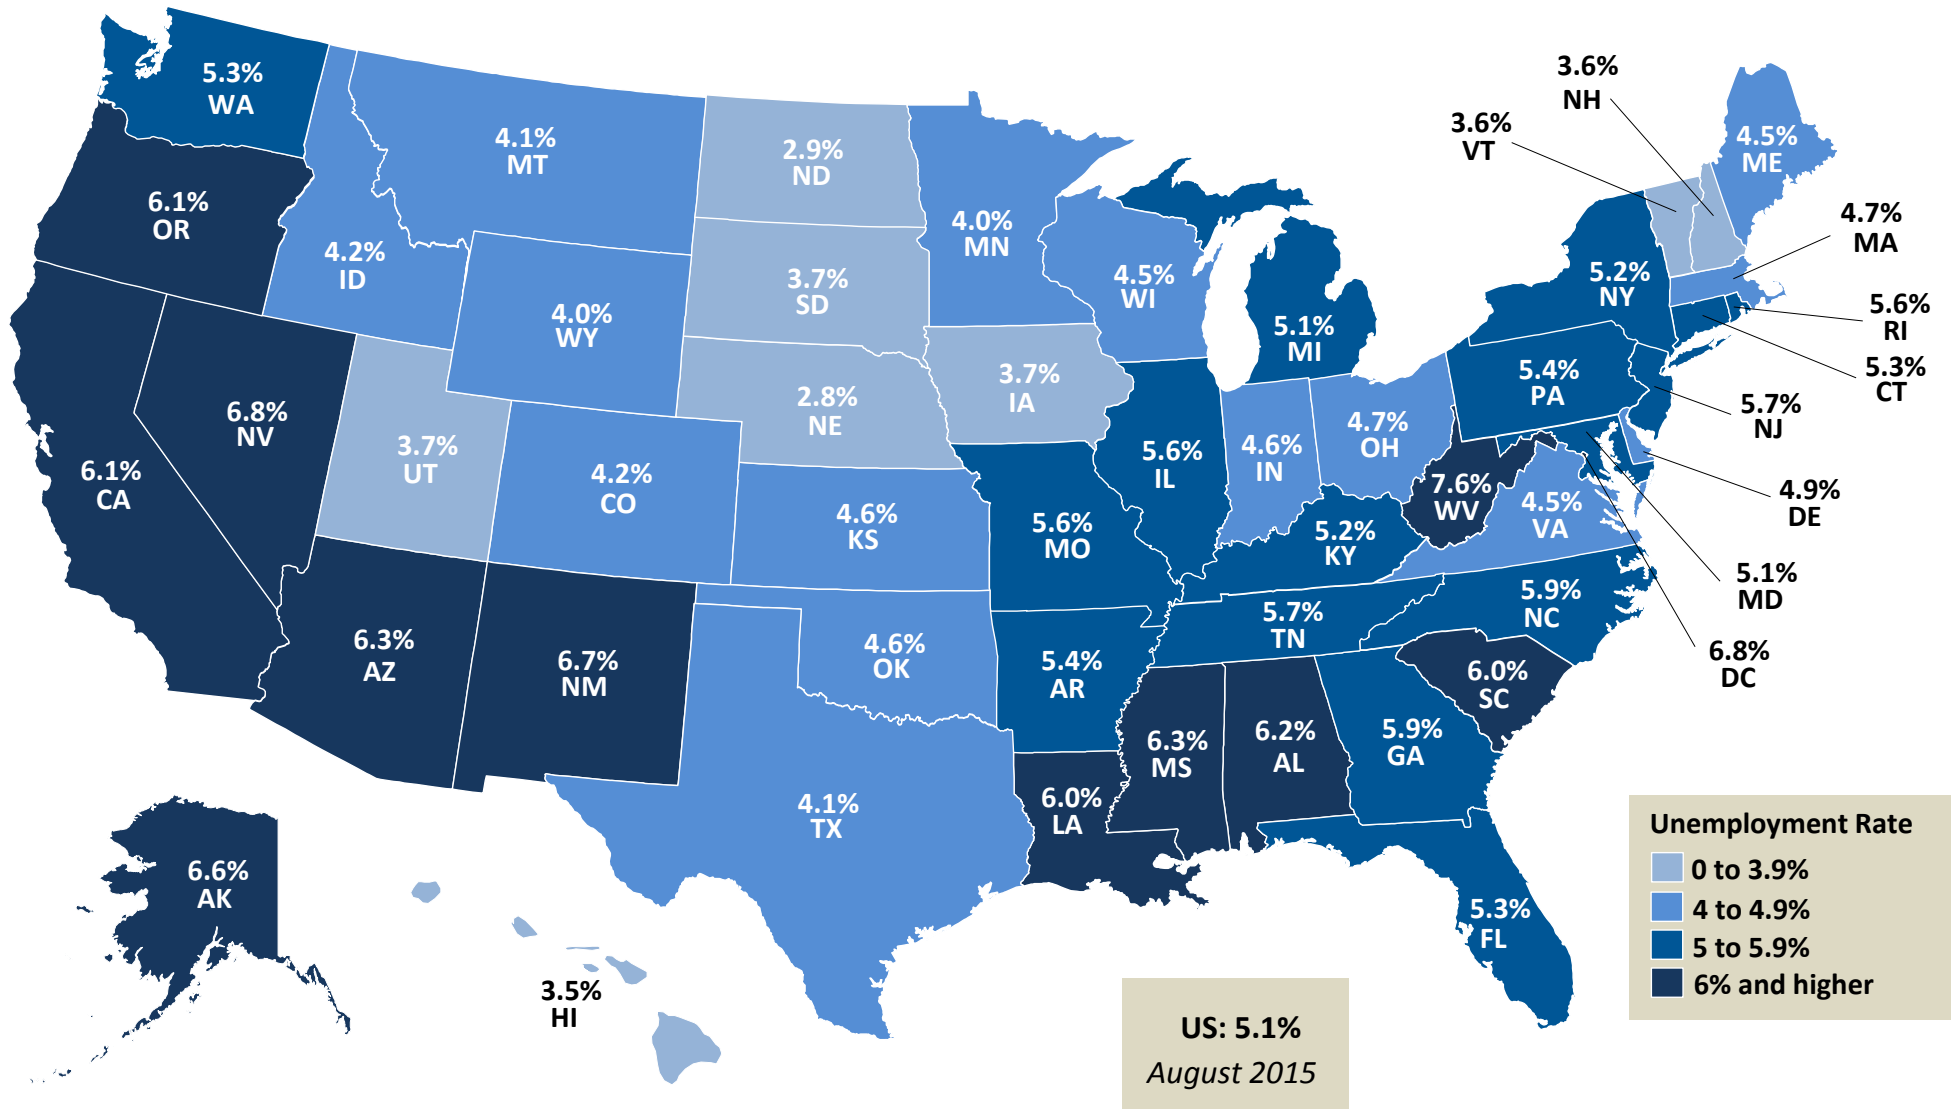 5.3%
WA
6.1%
OR
6.1%
CA
6.8%
NV
4.2%
ID
4.1%
MT
4.0%
WY
3.7%
UT
4.2%
CO
6.3%
AZ
6.7%
NM
2.9%
ND
3.7%
SD
2.8%
NE
4.6%
KS
4.6%
OK
4.1%
TX
4.0%
MN
3.7%
IA
5.6%
MO
5.4%
AR
6.0%
LA
4.5%
WI
5.6%
IL
5.1%
MI
4.6%
IN
4.7%
OH
5.2%
KY
5.7%
TN
6.3%
MS
6.2%
AL
5.9%
GA
5.3%
FL
6.0%
SC
5.9%
NC
4.5%
VA
7.6%
WV
5.4%
PA
5.2%
NY
3.6%
VT
3.6%
NH
4.5%
ME
4.7%
MA
5.6%
RI
5.3%
CT
5.7%
NJ
4.9%
DE
5.1%
MD
6.8%
DC
6.6%
AK
3.5%
HI
US: 5.1%
August 2015
Unemployment Rate
0 to 3.9%
4 to 4.9%
5 to 5.9%
6% and higher